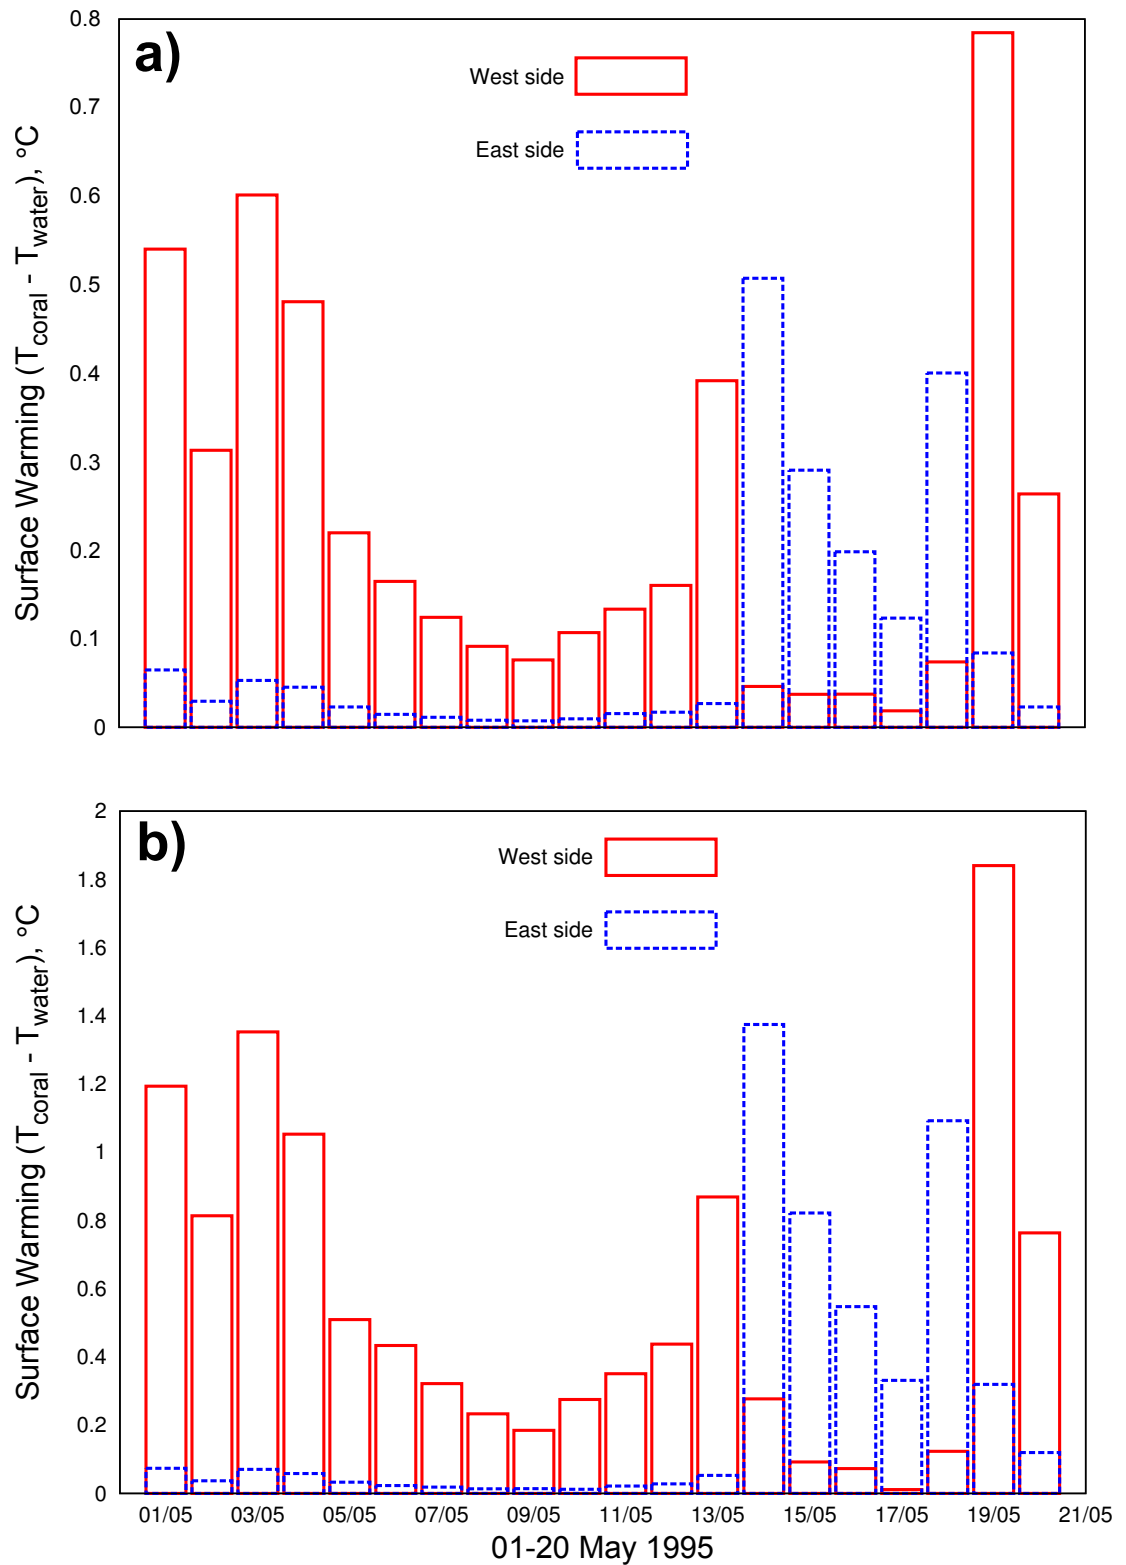 a)
West side
East side
0.8
0.7
0.6
0.5
0.4
0.3
0.2
0.1
0
Surface Warming (Tcoral - Twater), °C
b)
West side
East side
2
1.8
1.6
1.4
1.2
1
0.8
0.6
0.4
0.2
0
Surface Warming (Tcoral - Twater), °C
01/05 03/05 05/05 07/05 09/05 11/05 13/05 15/05 17/05 19/05 21/05
01-20 May 1995